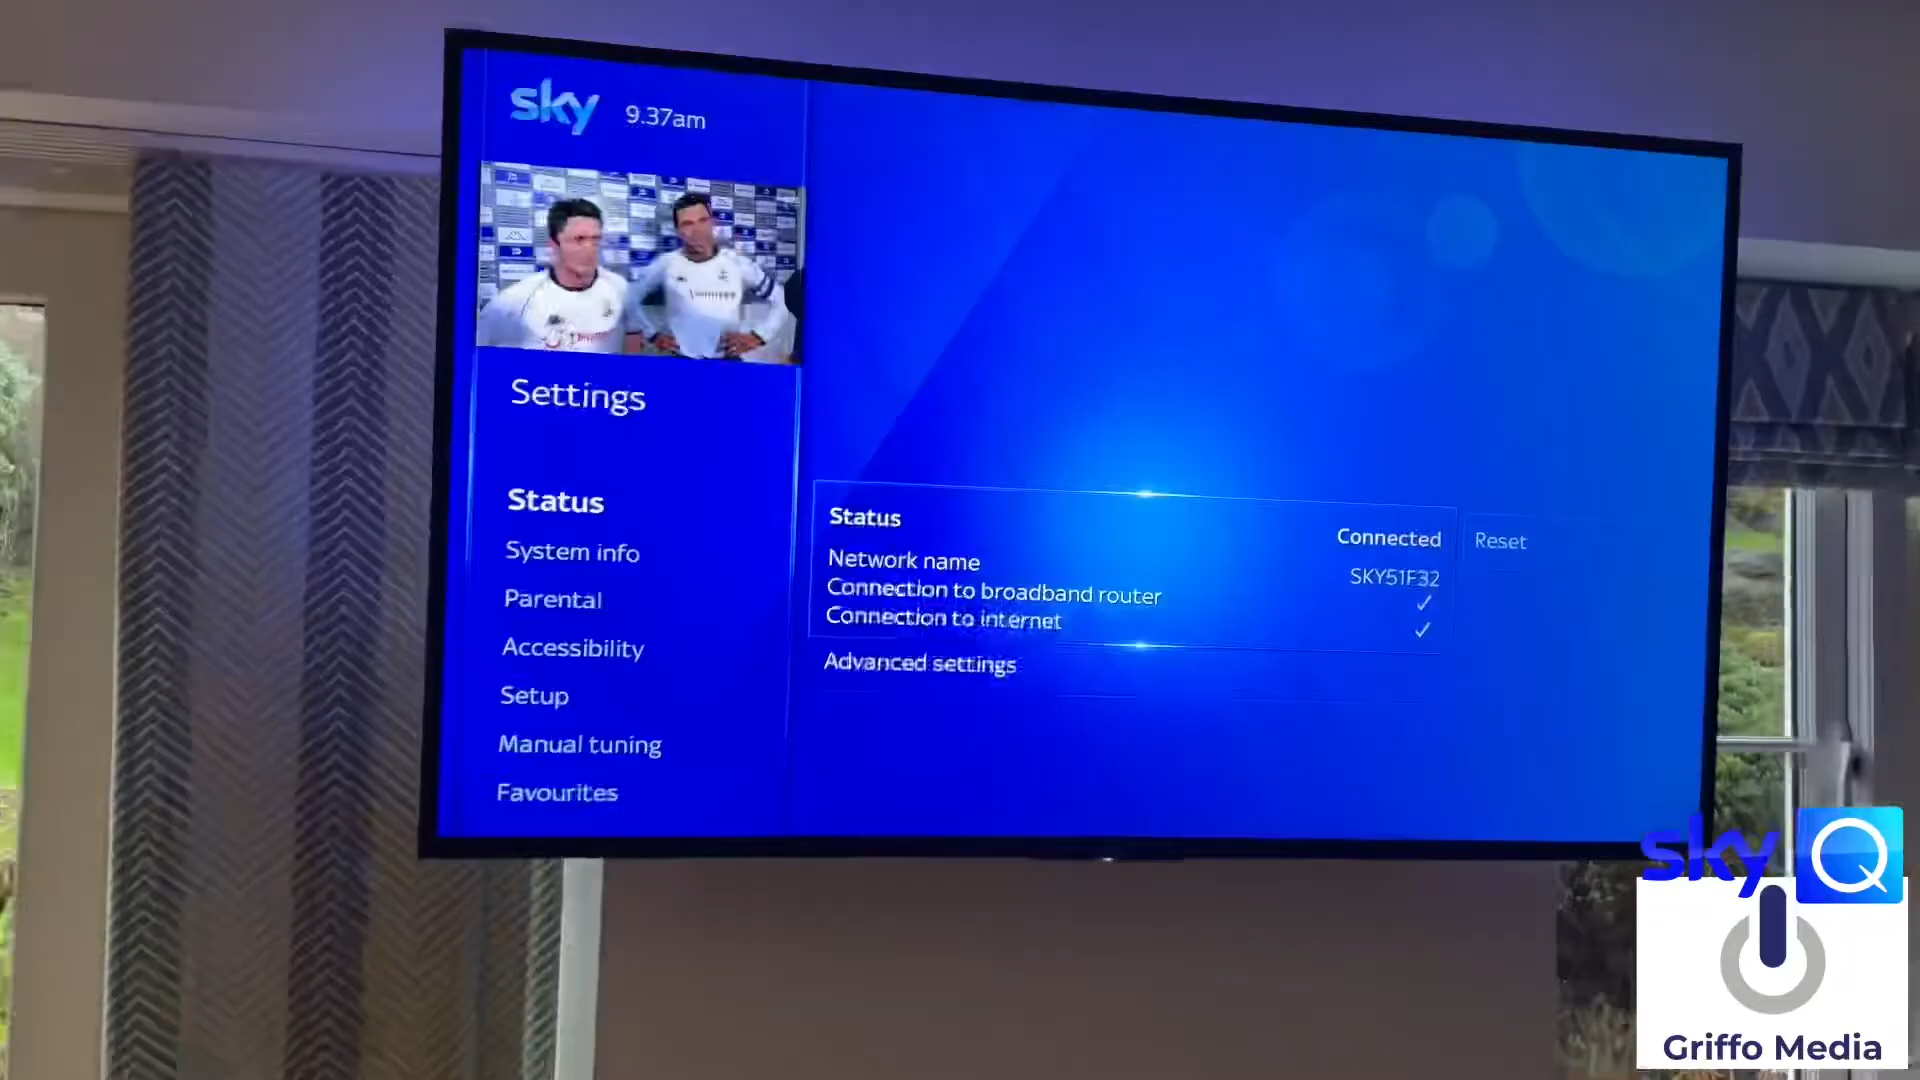 sky 9.37am
Settings
Status
System info
Parental
Accessibility
Setup
Manual tuning
Favourites
Status Connected
Network name SKY51F32
Connection to broadband router ✓
Connection to internet ✓
Advanced settings
Reset
sky Q
Griffo Media